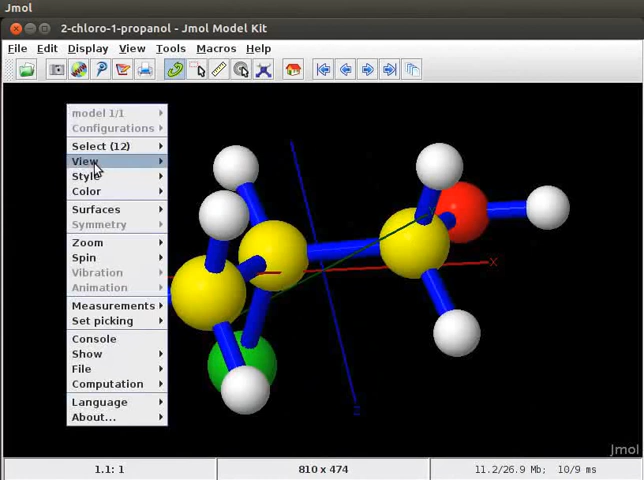 Jmol
2-chloro-1-propanol - Jmol Model Kit
File Edit Display View Tools Macros Help
model 1/1
Configurations
Select (12)
View
Style
Color
Surfaces
Symmetry
Zoom
Spin
Vibration
Animation
Measurements
Set picking
Console
Show
File
Computation
Language
About...
X
Z
Jmol
1.1: 1 810 x 474 11.2/26.9 Mb; 10/9 ms